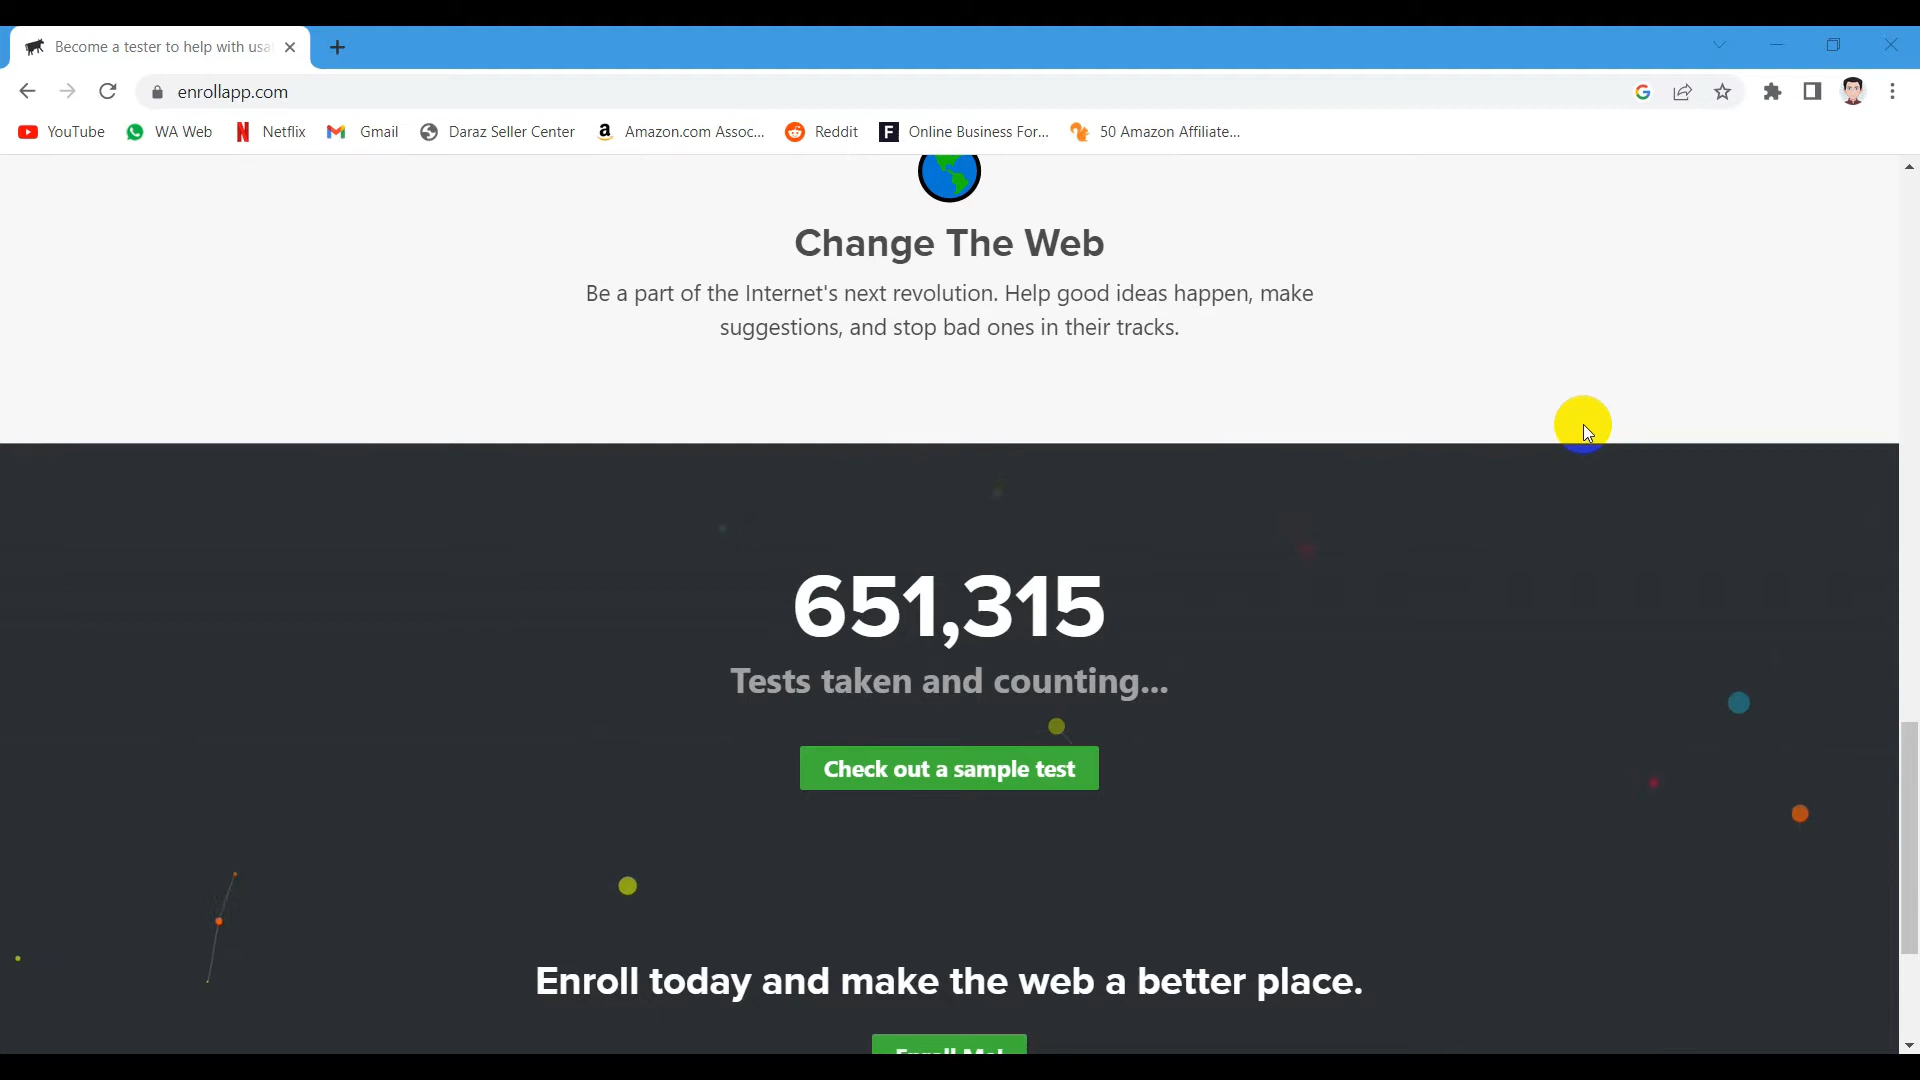 Become a tester to help with usa
enrollapp.com
YouTube WA Web Netflix Gmail Daraz Seller Center Amazon.com Assoc... Reddit Online Business For... 50 Amazon Affiliate...
Change The Web
Be a part of the Internet's next revolution. Help good ideas happen, make
suggestions, and stop bad ones in their tracks.
651,315
Tests taken and counting...
Check out a sample test
Enroll today and make the web a better place.
Enroll Me!